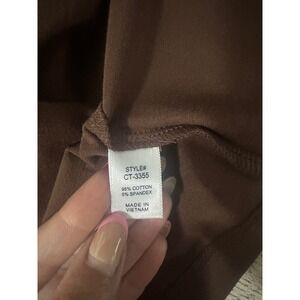 STYLE#
CT-3355
95% COTTON
5% SPANDEX
MADE IN
VIETNAM